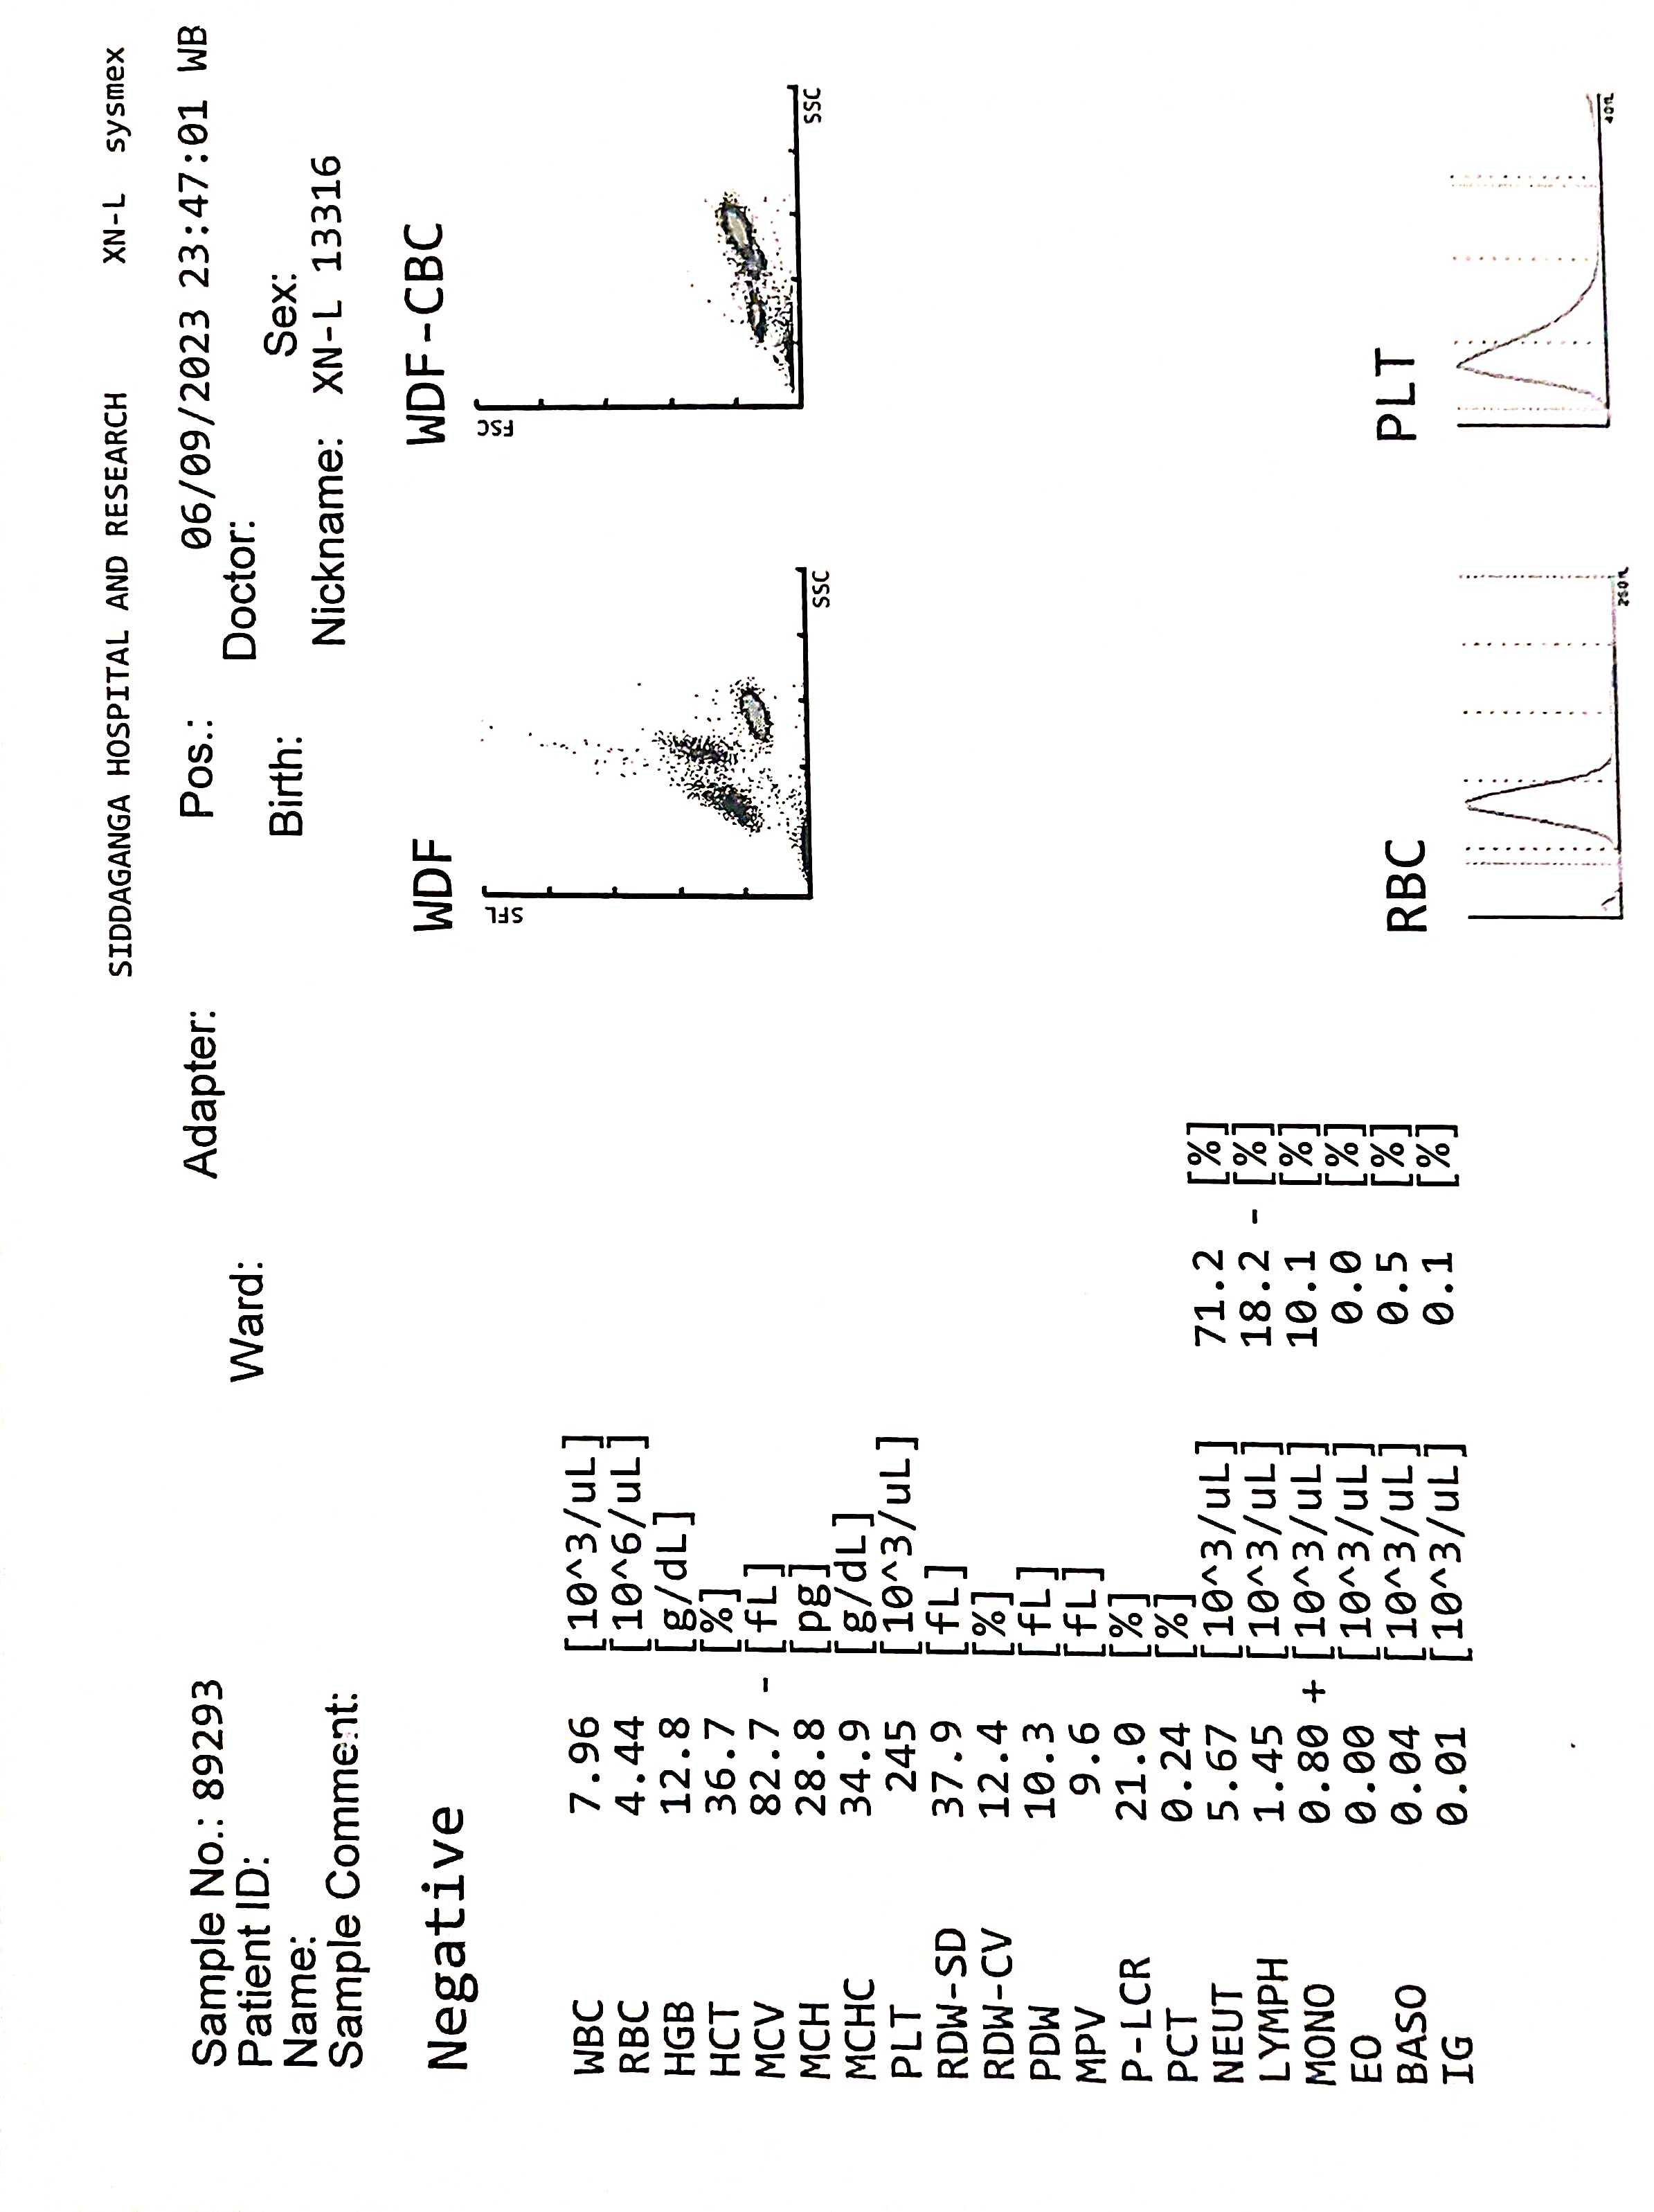 SIDDAGANGA HOSPITAL AND RESEARCH XN-L sysmex
Sample No.: 89293 Adapter: Pos.: 06/09/2023 23:47:01 WB
Patient ID: Ward: Doctor:
Name: Birth: Sex:
Sample Comment: Nickname: XN-L 13316
Negative WDF WDF-CBC
SFL FSC
WBC 7.96 [10^3/uL]
RBC 4.44 [10^6/uL]
HGB 12.8 [g/dL]
HCT 36.7 [%]
MCV 82.7 - [fL]
MCH 28.8 [pg]
MCHC 34.9 [g/dL]
SSC SSC
PLT 245 [10^3/uL]
RDW-SD 37.9 [fL]
RDW-CV 12.4 [%]
PDW 10.3 [fL]
MPV 9.6 [fL]
P-LCR 21.0 [%]
PCT 0.24 [%]
NEUT 5.67 [10^3/uL] 71.2 [%]
LYMPH 1.45 [10^3/uL] 18.2 - [%]
MONO 0.80 + [10^3/uL] 10.1 [%]
EO 0.00 [10^3/uL] 0.0 [%]
BASO 0.04 [10^3/uL] 0.5 [%]
IG 0.01 [10^3/uL] 0.1 [%]
RBC PLT
250fL 40fL